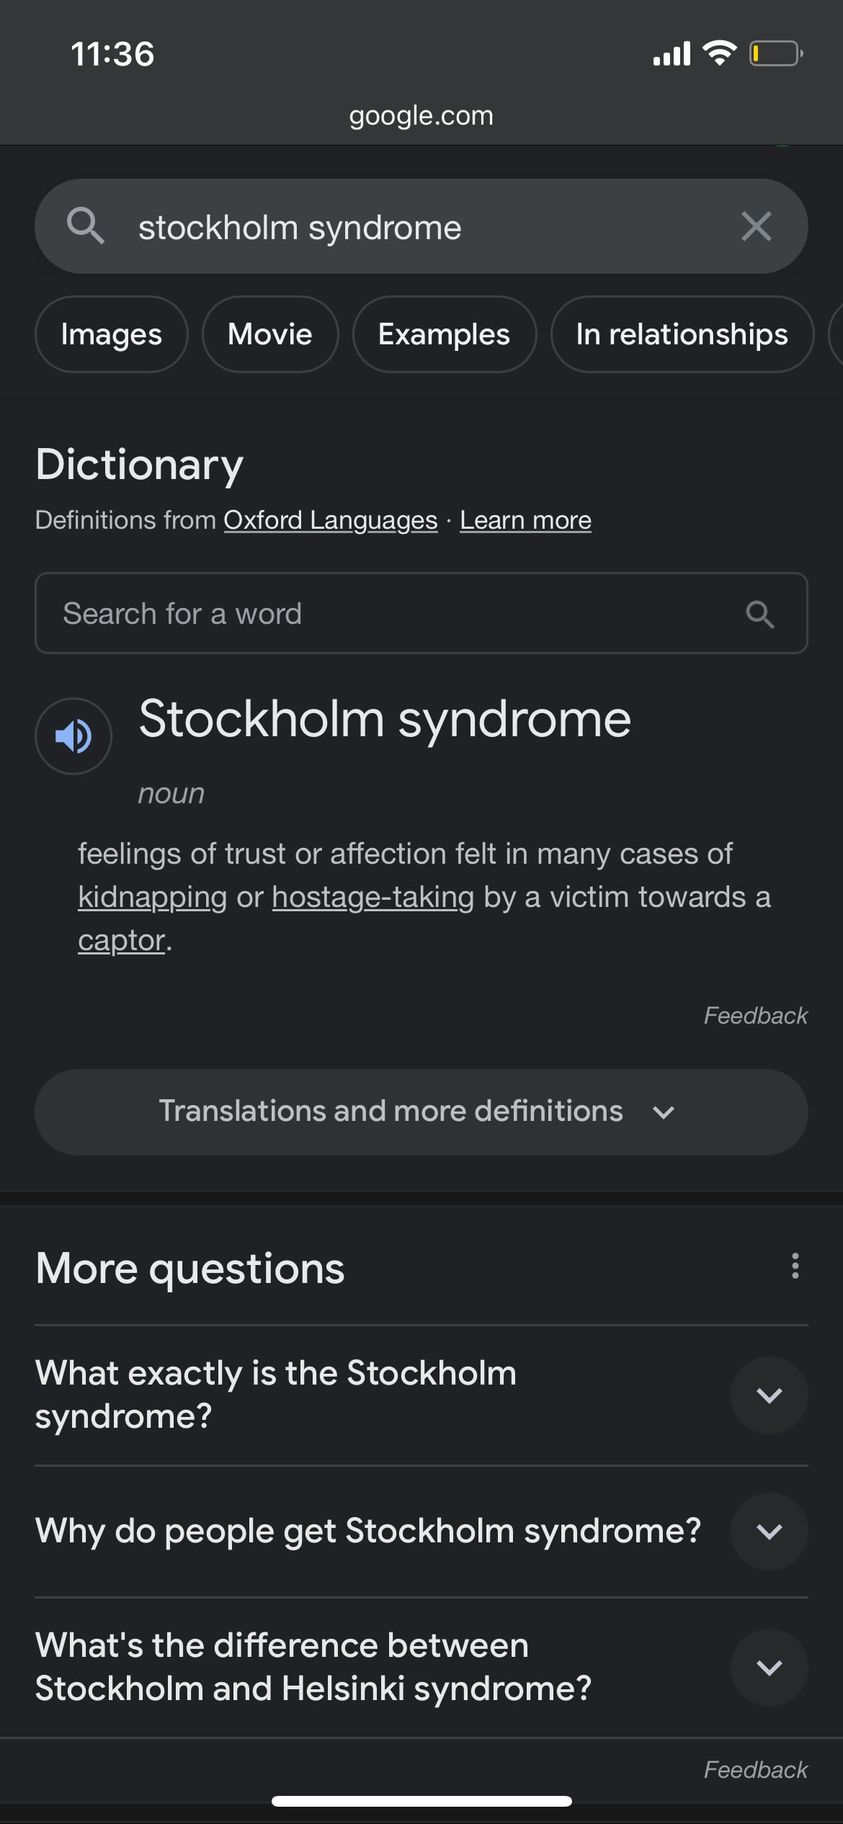 11:36
google.com
stockholm syndrome
Images
Movie
Examples
In relationships
Dictionary
Definitions from Oxford Languages · Learn more
Search for a word
Stockholm syndrome
noun
feelings of trust or affection felt in many cases of
kidnapping or hostage-taking by a victim towards a
captor.
Feedback
Translations and more definitions
More questions
What exactly is the Stockholm
syndrome?
Why do people get Stockholm syndrome?
What's the difference between
Stockholm and Helsinki syndrome?
Feedback